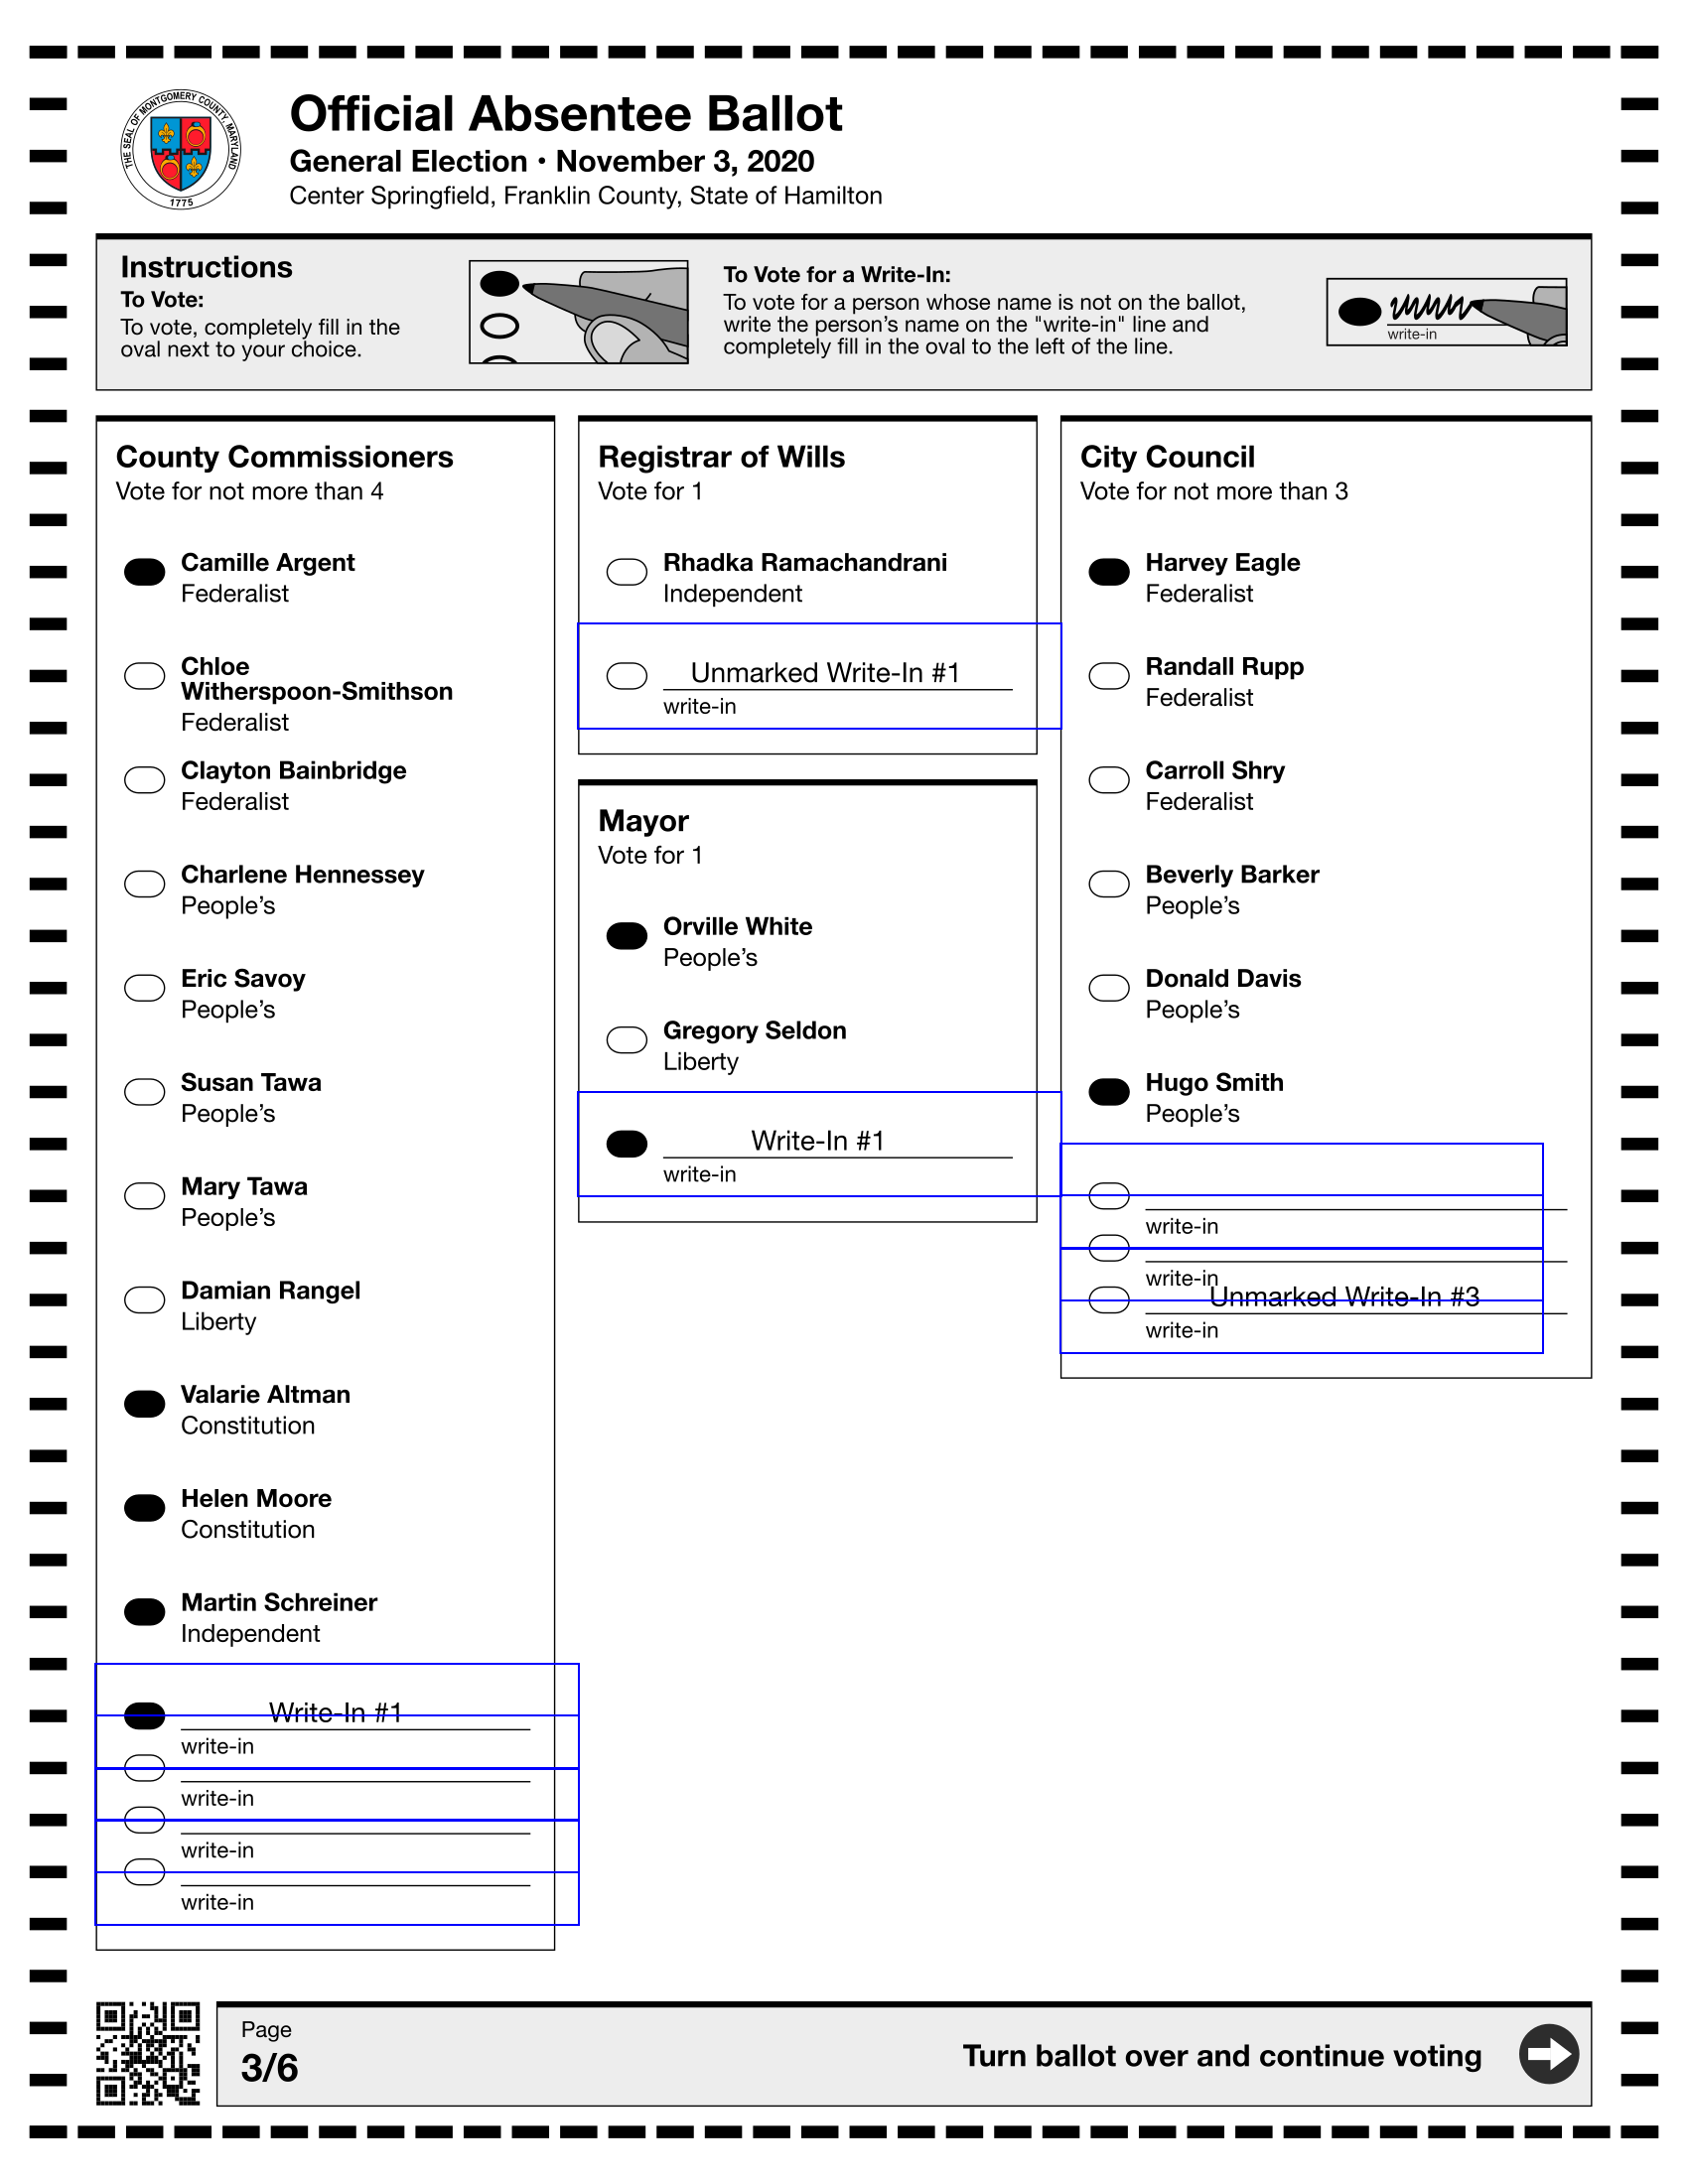 THE SEAL OF MONTGOMERY COUNTY, MARYLAND
1775
Official Absentee Ballot
General Election • November 3, 2020
Center Springfield, Franklin County, State of Hamilton
Instructions
To Vote:
To vote, completely fill in the
oval next to your choice.
To Vote for a Write-In:
To vote for a person whose name is not on the ballot,
write the person’s name on the "write-in" line and
completely fill in the oval to the left of the line.
write-in
County Commissioners
Vote for not more than 4
Camille Argent
Federalist
Chloe
Witherspoon-Smithson
Federalist
Clayton Bainbridge
Federalist
Charlene Hennessey
People’s
Eric Savoy
People’s
Susan Tawa
People’s
Mary Tawa
People’s
Damian Rangel
Liberty
Valarie Altman
Constitution
Helen Moore
Constitution
Martin Schreiner
Independent
Write-In #1
write-in
write-in
write-in
write-in
Registrar of Wills
Vote for 1
Rhadka Ramachandrani
Independent
Unmarked Write-In #1
write-in
Mayor
Vote for 1
Orville White
People’s
Gregory Seldon
Liberty
Write-In #1
write-in
City Council
Vote for not more than 3
Harvey Eagle
Federalist
Randall Rupp
Federalist
Carroll Shry
Federalist
Beverly Barker
People’s
Donald Davis
People’s
Hugo Smith
People’s
write-in
write-in
Unmarked Write-In #3
write-in
Page
3/6
Turn ballot over and continue voting